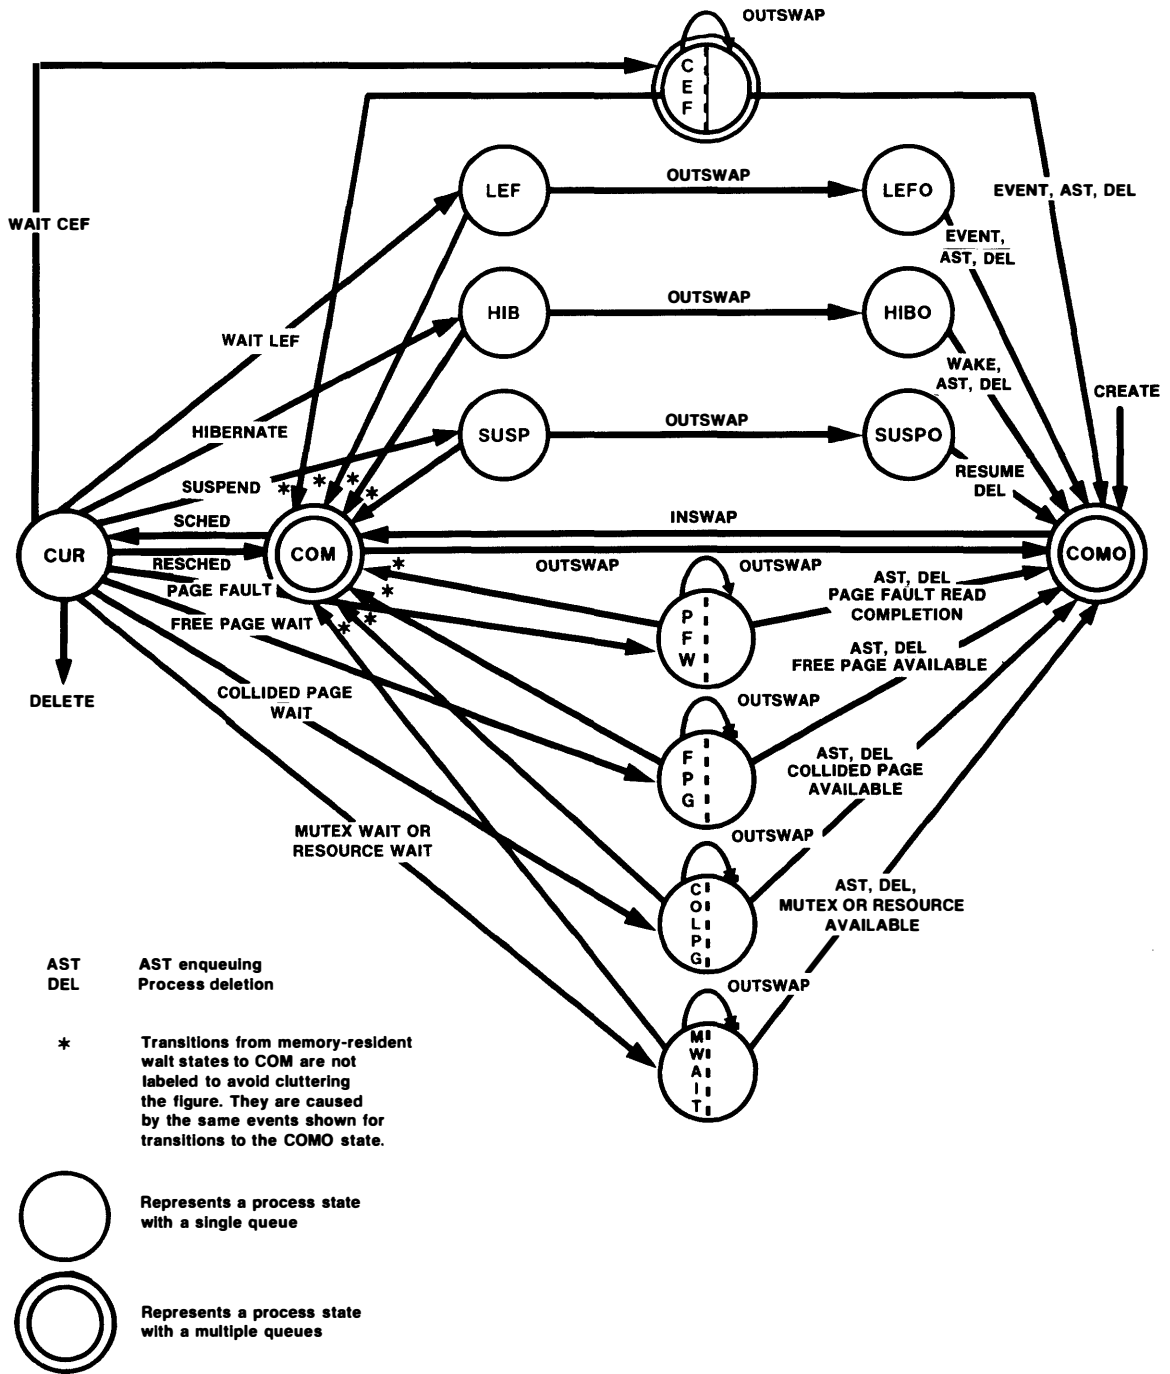 OUTSWAP
C
E
F
WAIT CEF
LEF
OUTSWAP
LEFO
EVENT, AST, DEL
EVENT,
AST, DEL
WAIT LEF
HIB
OUTSWAP
HIBO
WAKE,
AST, DEL
CREATE
HIBERNATE
SUSP
OUTSWAP
SUSPO
RESUME
DEL
SUSPEND
* * * *
SCHED
INSWAP
CUR
COM
COMO
RESCHED
OUTSWAP
OUTSWAP
*
PAGE FAULT
*
AST, DEL
PAGE FAULT READ
COMPLETION
P
F
W
FREE PAGE WAIT
* *
AST, DEL
FREE PAGE AVAILABLE
DELETE
COLLIDED PAGE
WAIT
OUTSWAP
F
P
G
AST, DEL
COLLIDED PAGE
AVAILABLE
MUTEX WAIT OR
RESOURCE WAIT
OUTSWAP
C
O
L
P
G
AST, DEL,
MUTEX OR RESOURCE
AVAILABLE
OUTSWAP
M
W
A
I
T
AST AST enqueuing
DEL Process deletion
* Transitions from memory-resident
wait states to COM are not
labeled to avoid cluttering
the figure. They are caused
by the same events shown for
transitions to the COMO state.
Represents a process state
with a single queue
Represents a process state
with a multiple queues